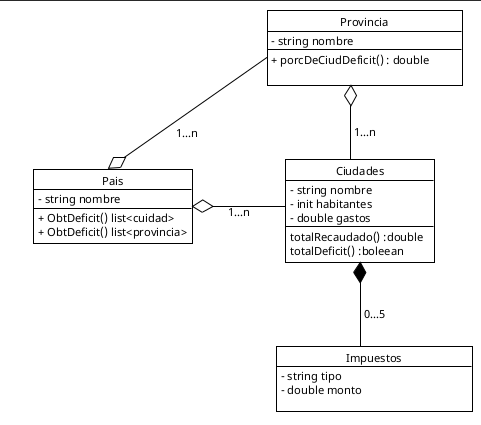 Provincia
- string nombre
+ porcDeCiudDeficit() : double
1...n
1...n
Pais
- string nombre
+ ObtDeficit() list<cuidad>
+ ObtDeficit() list<provincia>
1...n
Ciudades
- string nombre
- init habitantes
- double gastos
totalRecaudado() :double
totalDeficit() :boleean
0...5
Impuestos
- string tipo
- double monto